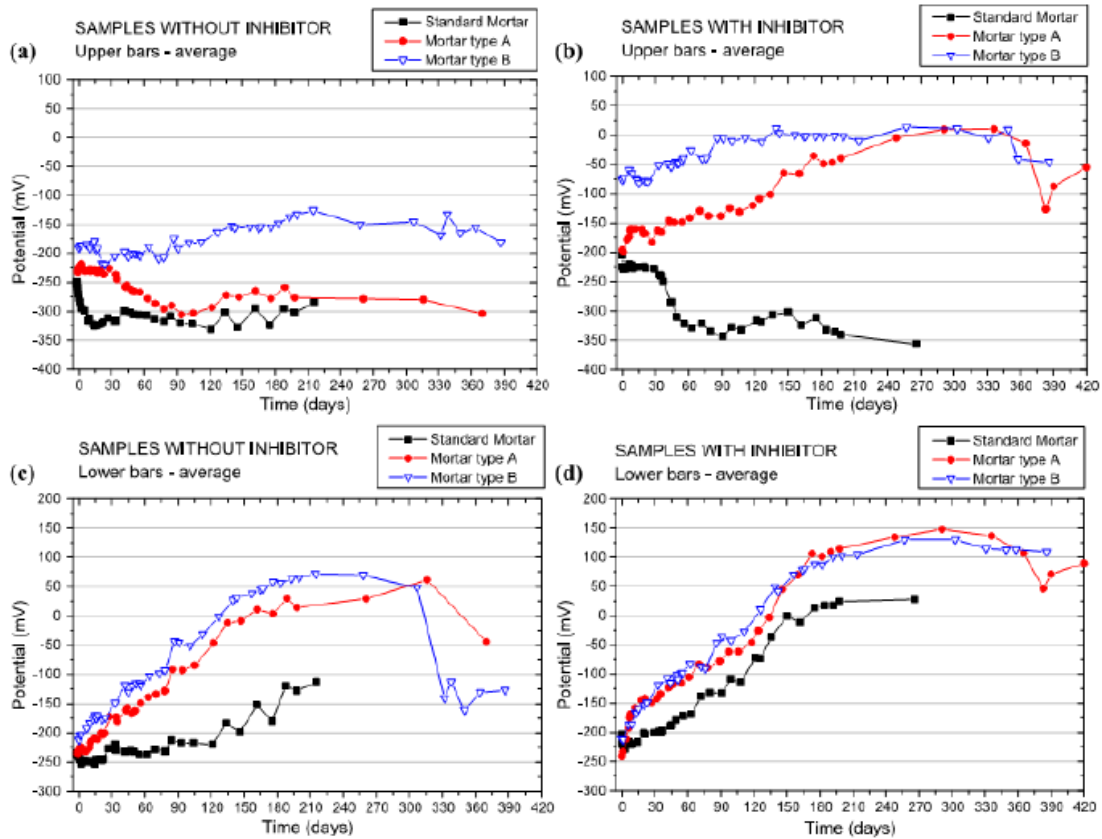 (a)
SAMPLES WITHOUT INHIBITOR
Upper bars - average
Standard Mortar
Mortar type A
Mortar type B
100
50
0
-50
-100
-150
-200
-250
-300
-350
-400
Potential (mV)
0 30 60 90 120 150 180 210 240 270 300 330 360 390 420
Time (days)
(b)
SAMPLES WITH INHIBITOR
Upper bars - average
Standard Mortar
Mortar type A
Mortar type B
100
50
0
-50
-100
-150
-200
-250
-300
-350
-400
Potential (mV)
0 30 60 90 120 150 180 210 240 270 300 330 360 390 420
Time (days)
(c)
SAMPLES WITHOUT INHIBITOR
Lower bars - average
Standard Mortar
Mortar type A
Mortar type B
200
150
100
50
0
-50
-100
-150
-200
-250
-300
Potential (mV)
0 30 60 90 120 150 180 210 240 270 300 330 360 390 420
Time (days)
(d)
SAMPLES WITH INHIBITOR
Lower bars - average
Standard Mortar
Mortar type A
Mortar type B
200
150
100
50
0
-50
-100
-150
-200
-250
-300
Potential (mV)
0 30 60 90 120 150 180 210 240 270 300 330 360 390 420
Time (days)